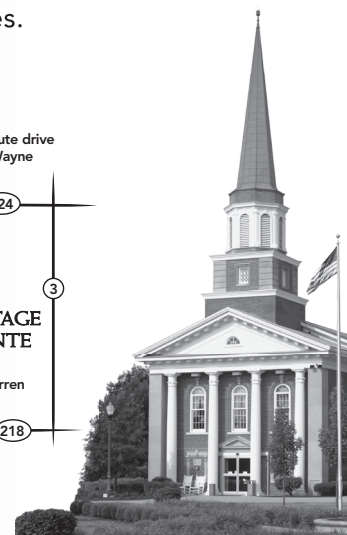 es.
ute drive
Wayne
24
3
TAGE
NTE
rren
218